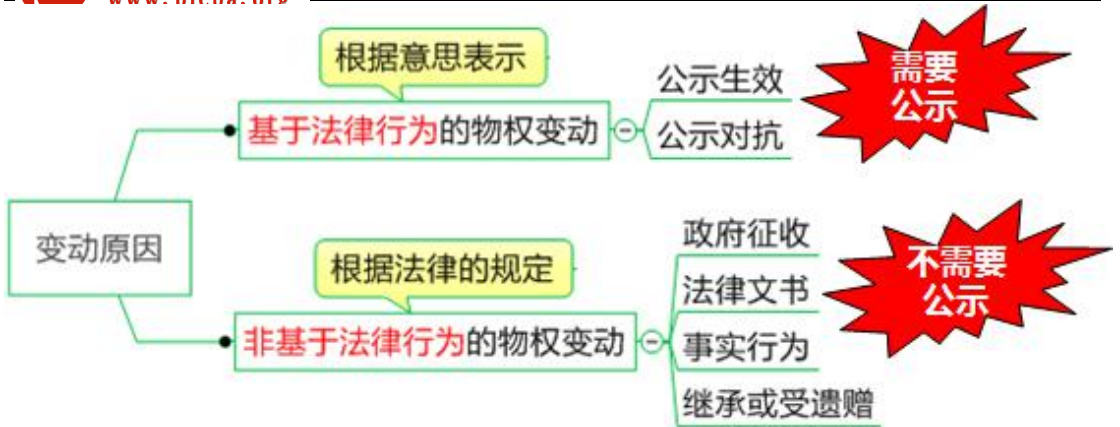 根据意思表示
基于法律行为的物权变动
公示生效
公示对抗
需要
公示
变动原因
根据法律的规定
非基于法律行为的物权变动
政府征收
法律文书
事实行为
继承或受遗赠
不需要
公示